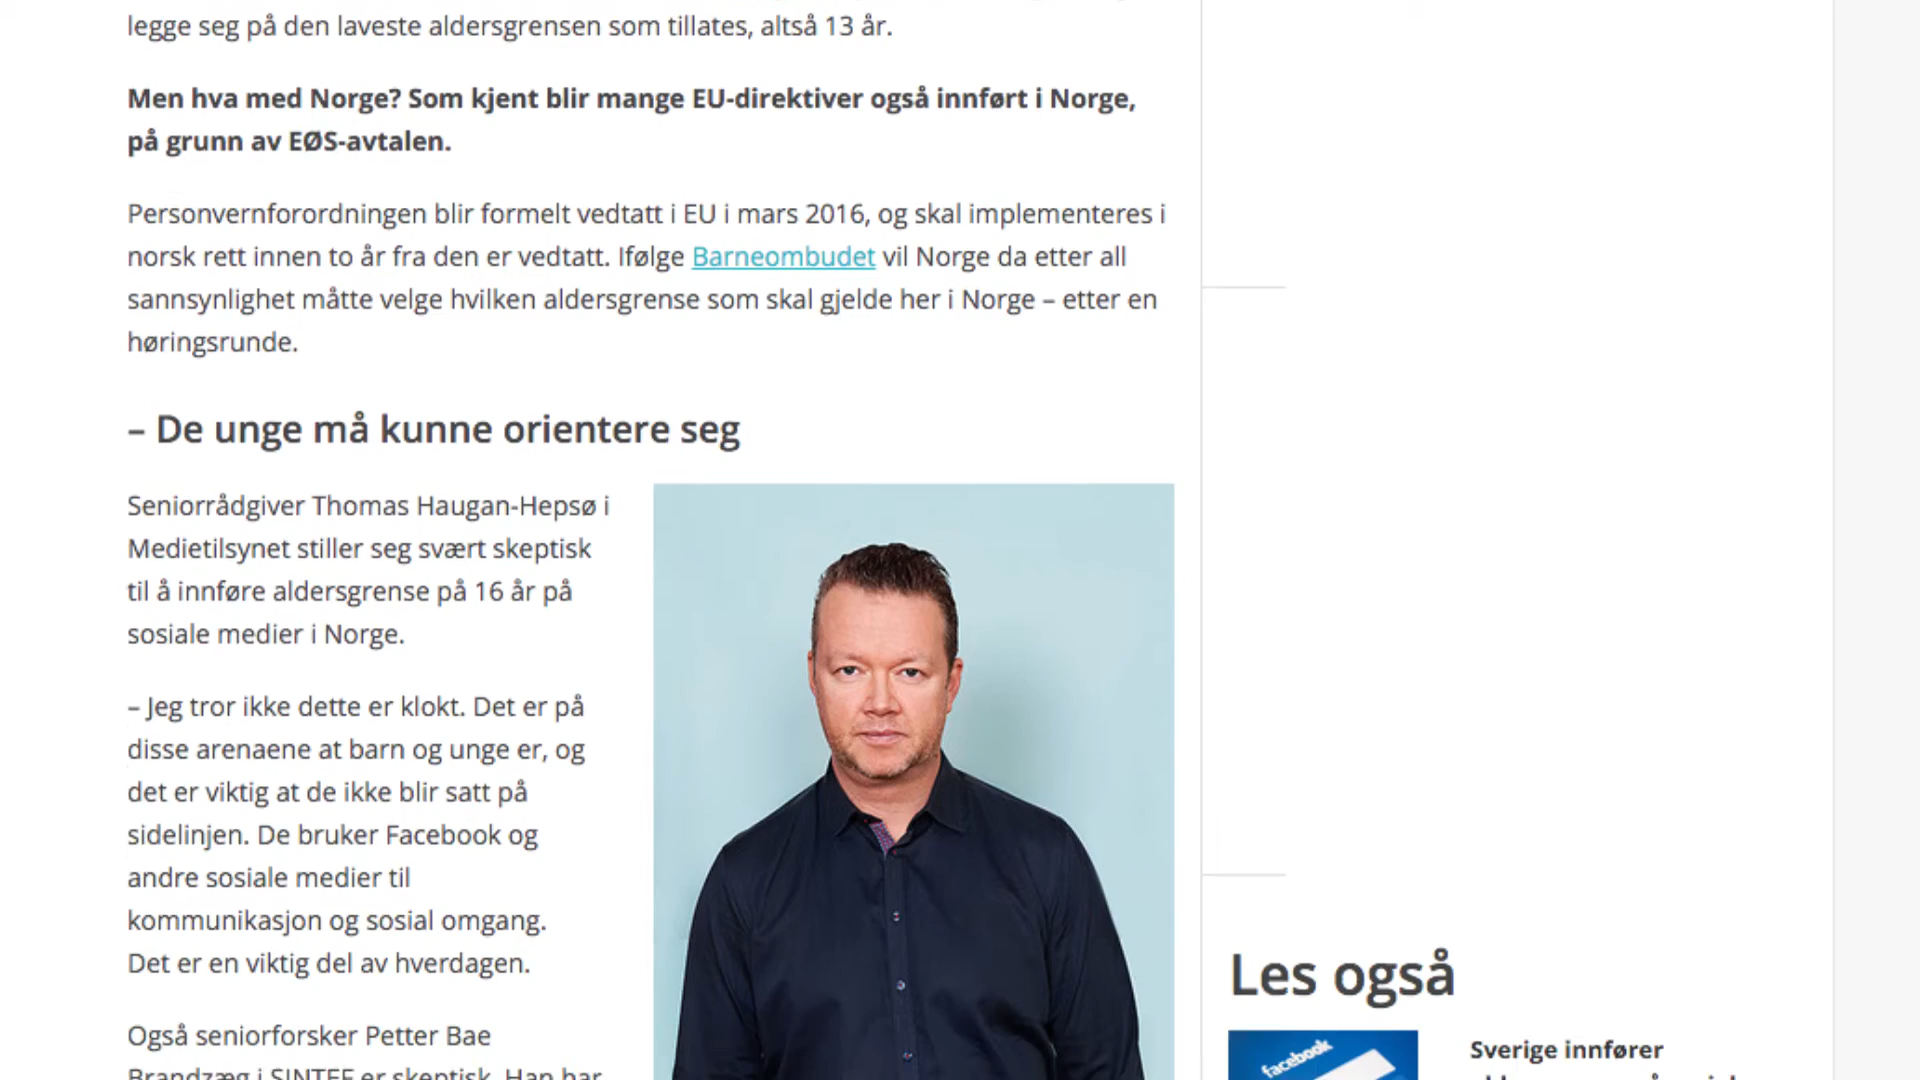 legge seg på den laveste aldersgrensen som tillates, altså 13 år.
Men hva med Norge? Som kjent blir mange EU-direktiver også innført i Norge,
på grunn av EØS-avtalen.
Personvernforordningen blir formelt vedtatt i EU i mars 2016, og skal implementeres i
norsk rett innen to år fra den er vedtatt. Ifølge Barneombudet vil Norge da etter all
sannsynlighet måtte velge hvilken aldersgrense som skal gjelde her i Norge – etter en
høringsrunde.
– De unge må kunne orientere seg
Seniorrådgiver Thomas Haugan-Hepsø i
Medietilsynet stiller seg svært skeptisk
til å innføre aldersgrense på 16 år på
sosiale medier i Norge.
– Jeg tror ikke dette er klokt. Det er på
disse arenaene at barn og unge er, og
det er viktig at de ikke blir satt på
sidelinjen. De bruker Facebook og
andre sosiale medier til
kommunikasjon og sosial omgang.
Det er en viktig del av hverdagen.
Også seniorforsker Petter Bae
Brandzæg i SINTEF er skeptisk. Han har
Les også
facebook
Sverige innfører